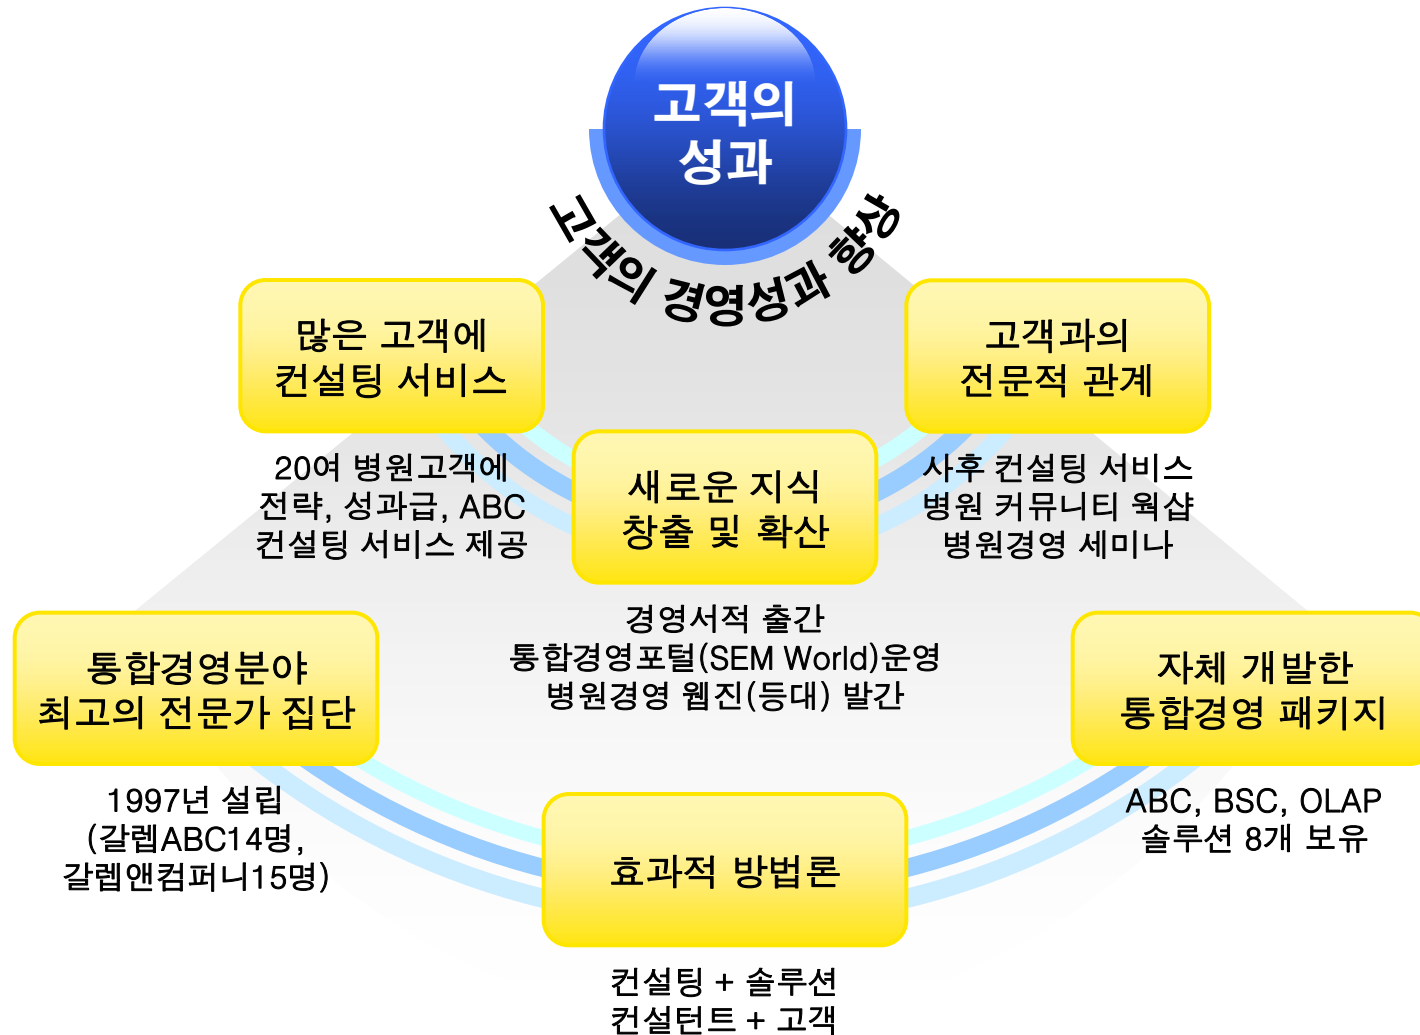 고객의
성과
고객의 경영성과 향상
많은 고객에
컨설팅 서비스
20여 병원고객에
전략, 성과급, ABC
컨설팅 서비스 제공
새로운 지식
창출 및 확산
경영서적 출간
통합경영포털(SEM World)운영
병원경영 웹진(등대) 발간
고객과의
전문적 관계
사후 컨설팅 서비스
병원 커뮤니티 웍샵
병원경영 세미나
통합경영분야
최고의 전문가 집단
1997년 설립
(갈렙ABC14명,
갈렙앤컴퍼니15명)
효과적 방법론
컨설팅 + 솔루션
컨설턴트 + 고객
자체 개발한
통합경영 패키지
ABC, BSC, OLAP
솔루션 8개 보유